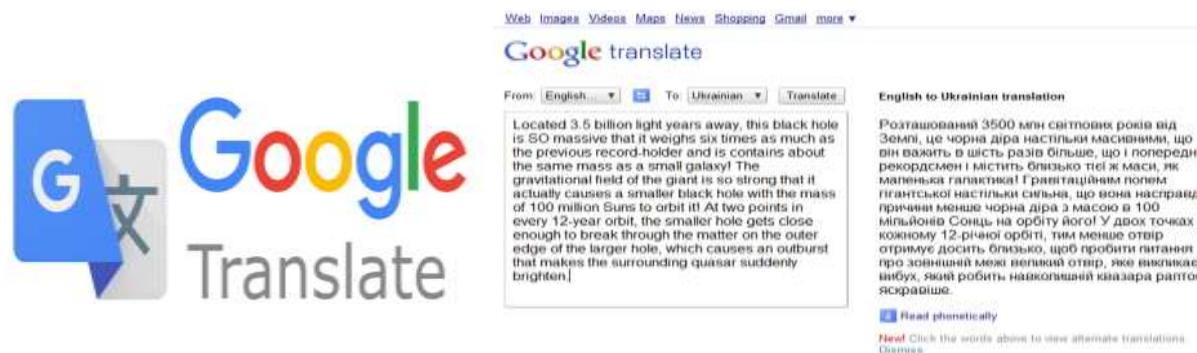 G 文
Google
Translate
Web Images Videos Maps News Shopping Gmail more ▼
Google translate
From: English... ▼ To: Ukrainian ▼ Translate
Located 3.5 billion light years away, this black hole
is SO massive that it weighs six times as much as
the previous record-holder and is contains about
the same mass as a small galaxy! The
gravitational field of the giant is so strong that it
actually causes a smaller black hole with the mass
of 100 million Suns to orbit it! At two points in
every 12-year orbit, the smaller hole gets close
enough to break through the matter on the outer
edge of the larger hole, which causes an outburst
that makes the surrounding quasar suddenly
brighten.
English to Ukrainian translation
Розташований 3500 млн світлових років від
Землі, це чорна діра настільки масивними, що
він важить в шість разів більше, що і попередн
рекордсмен і містить близько тієї ж маси, як
маленька галактика! Гравітаційним полем
гігантської настільки сильна, що вона насправд
причини менше чорна діра з масою в 100
мільйонів Сонць на орбіту його! У двох точках
кожному 12-річної орбіті, тим менше отвір
отримує досить близько, щоб пробити питання
про зовнішній межі великий отвір, яке викликає
вибух, який робить навколишній квазара раптов
яскравіше.
Read phonetically
New! Click the words above to view alternate translations.
Dismiss